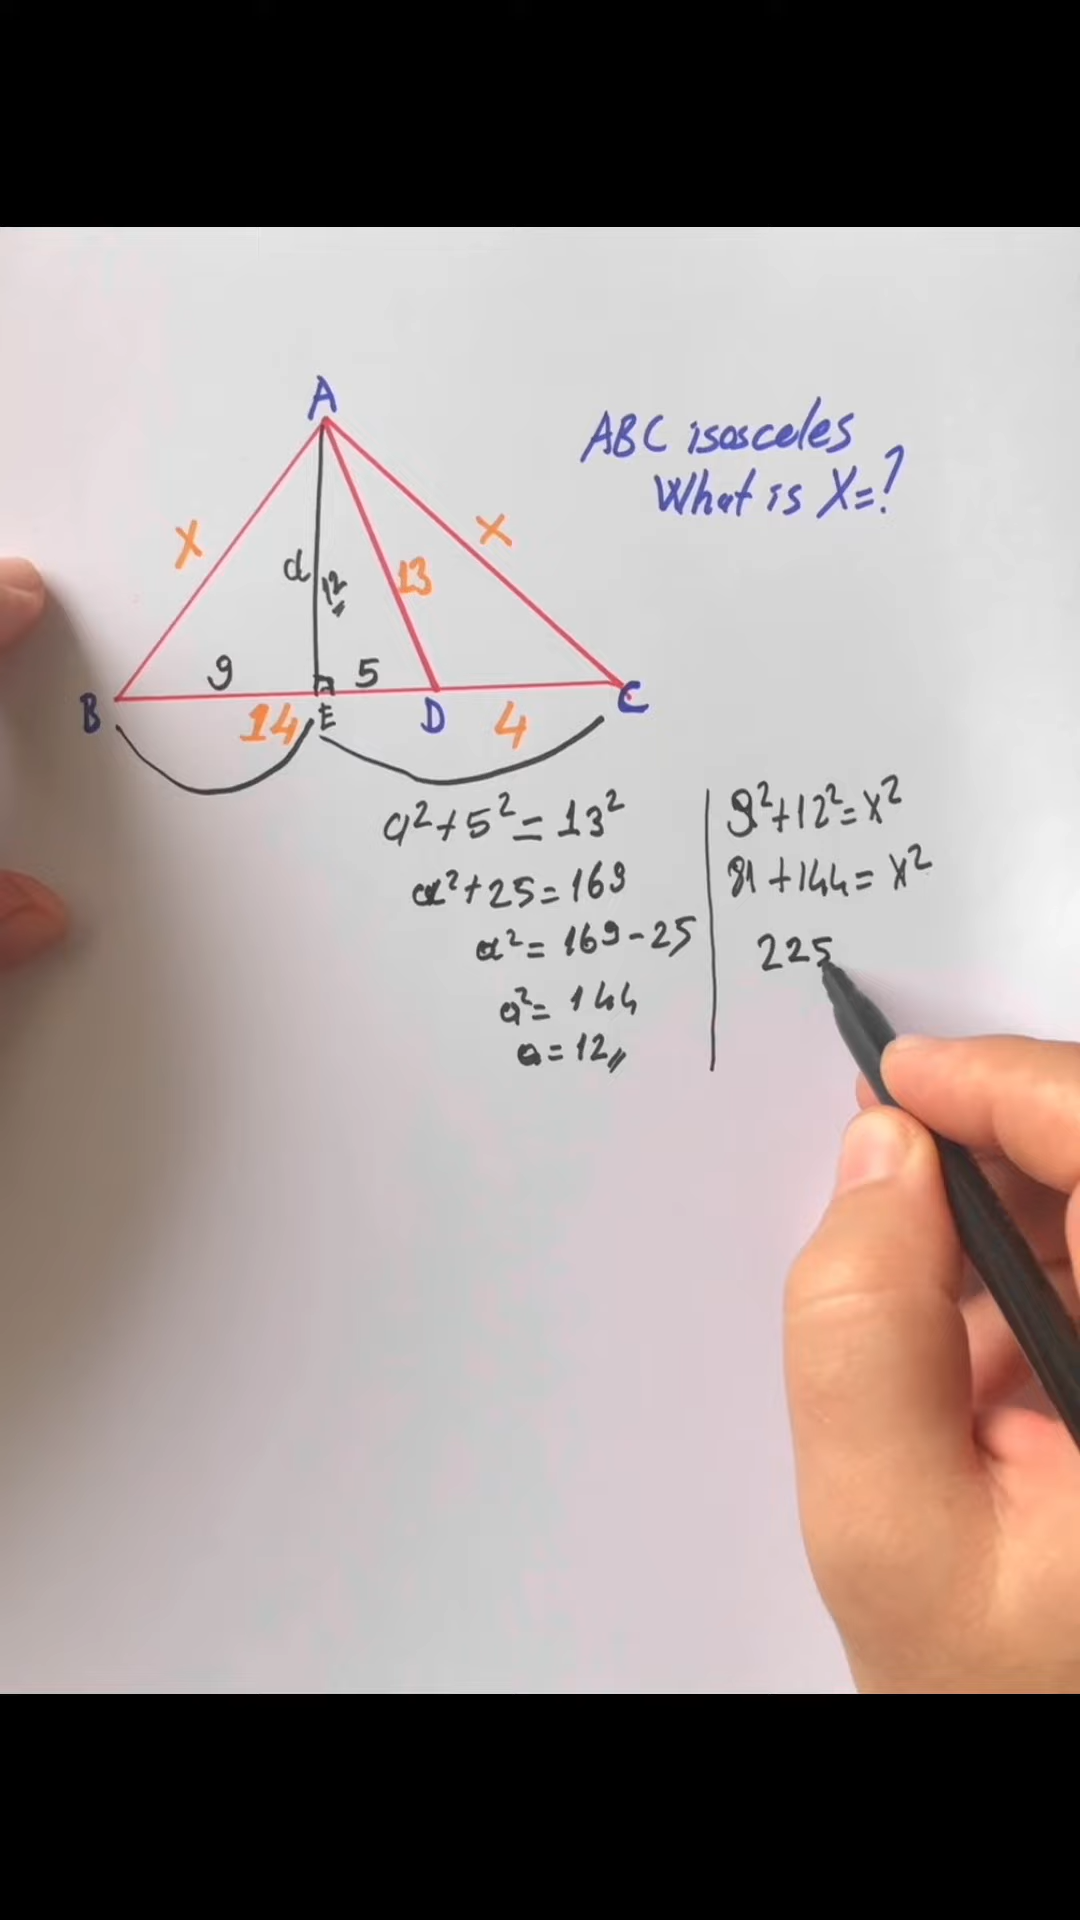 A
ABC isosceles
What is X=?
X
a
12
13
X
9
5
B
14
E
D
4
C
a²+5²=13²
a²+25=169
a²=169-25
a²=144
a=12
9²+12²=X²
81+144=X²
225